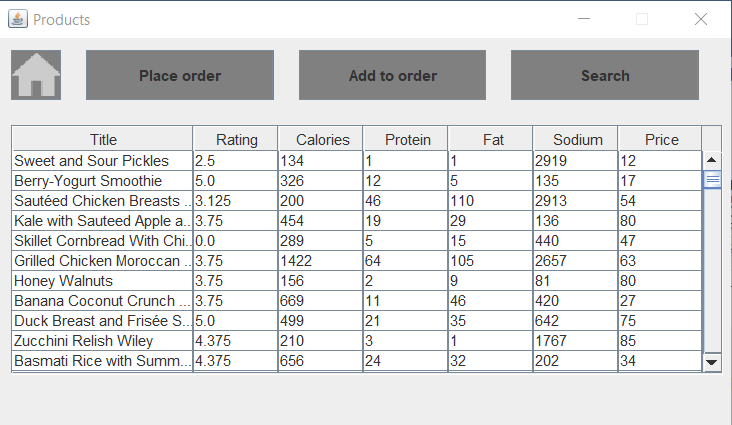 Products
Place order Add to order Search
Title Rating Calories Protein Fat Sodium Price
Sweet and Sour Pickles 2.5 134 1 1 2919 12
Berry-Yogurt Smoothie 5.0 326 12 5 135 17
Sautéed Chicken Breasts ... 3.125 200 46 110 2913 54
Kale with Sauteed Apple a... 3.75 454 19 29 136 80
Skillet Cornbread With Chi... 0.0 289 5 15 440 47
Grilled Chicken Moroccan ... 3.75 1422 64 105 2657 63
Honey Walnuts 3.75 156 2 9 81 80
Banana Coconut Crunch ... 3.75 669 11 46 420 27
Duck Breast and Frisée S... 5.0 499 21 35 642 75
Zucchini Relish Wiley 4.375 210 3 1 1767 85
Basmati Rice with Summ... 4.375 656 24 32 202 34